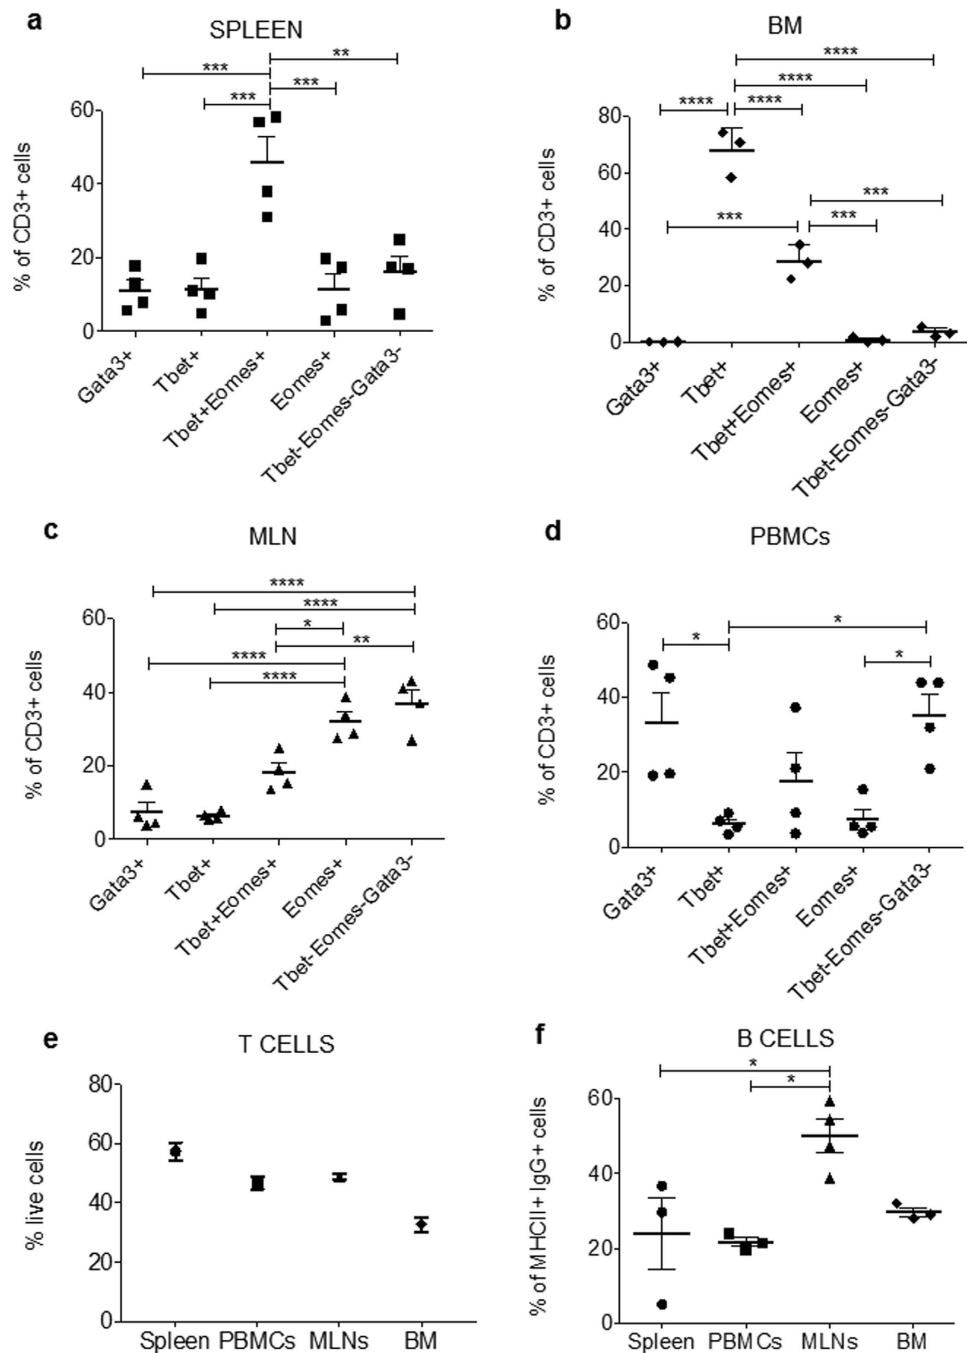 a
SPLEEN
**
***
***
***
% of CD3+ cells
60
40
20
0
Gata3+
Tbet+
Tbet+Eomes+
Eomes+
Tbet-Eomes-Gata3-
b
BM
****
****
****
****
***
***
***
% of CD3+ cells
80
60
40
20
0
Gata3+
Tbet+
Tbet+Eomes+
Eomes+
Tbet-Eomes-Gata3-
c
MLN
****
****
*
**
****
****
% of CD3+ cells
60
40
20
0
Gata3+
Tbet+
Tbet+Eomes+
Eomes+
Tbet-Eomes-Gata3-
d
PBMCs
*
*
*
% of CD3+ cells
60
40
20
0
Gata3+
Tbet+
Tbet+Eomes+
Eomes+
Tbet-Eomes-Gata3-
e
T CELLS
% live cells
80
60
40
20
0
Spleen PBMCs MLNs BM
f
B CELLS
*
*
% of MHCII+ IgG+ cells
60
40
20
0
Spleen PBMCs MLNs BM